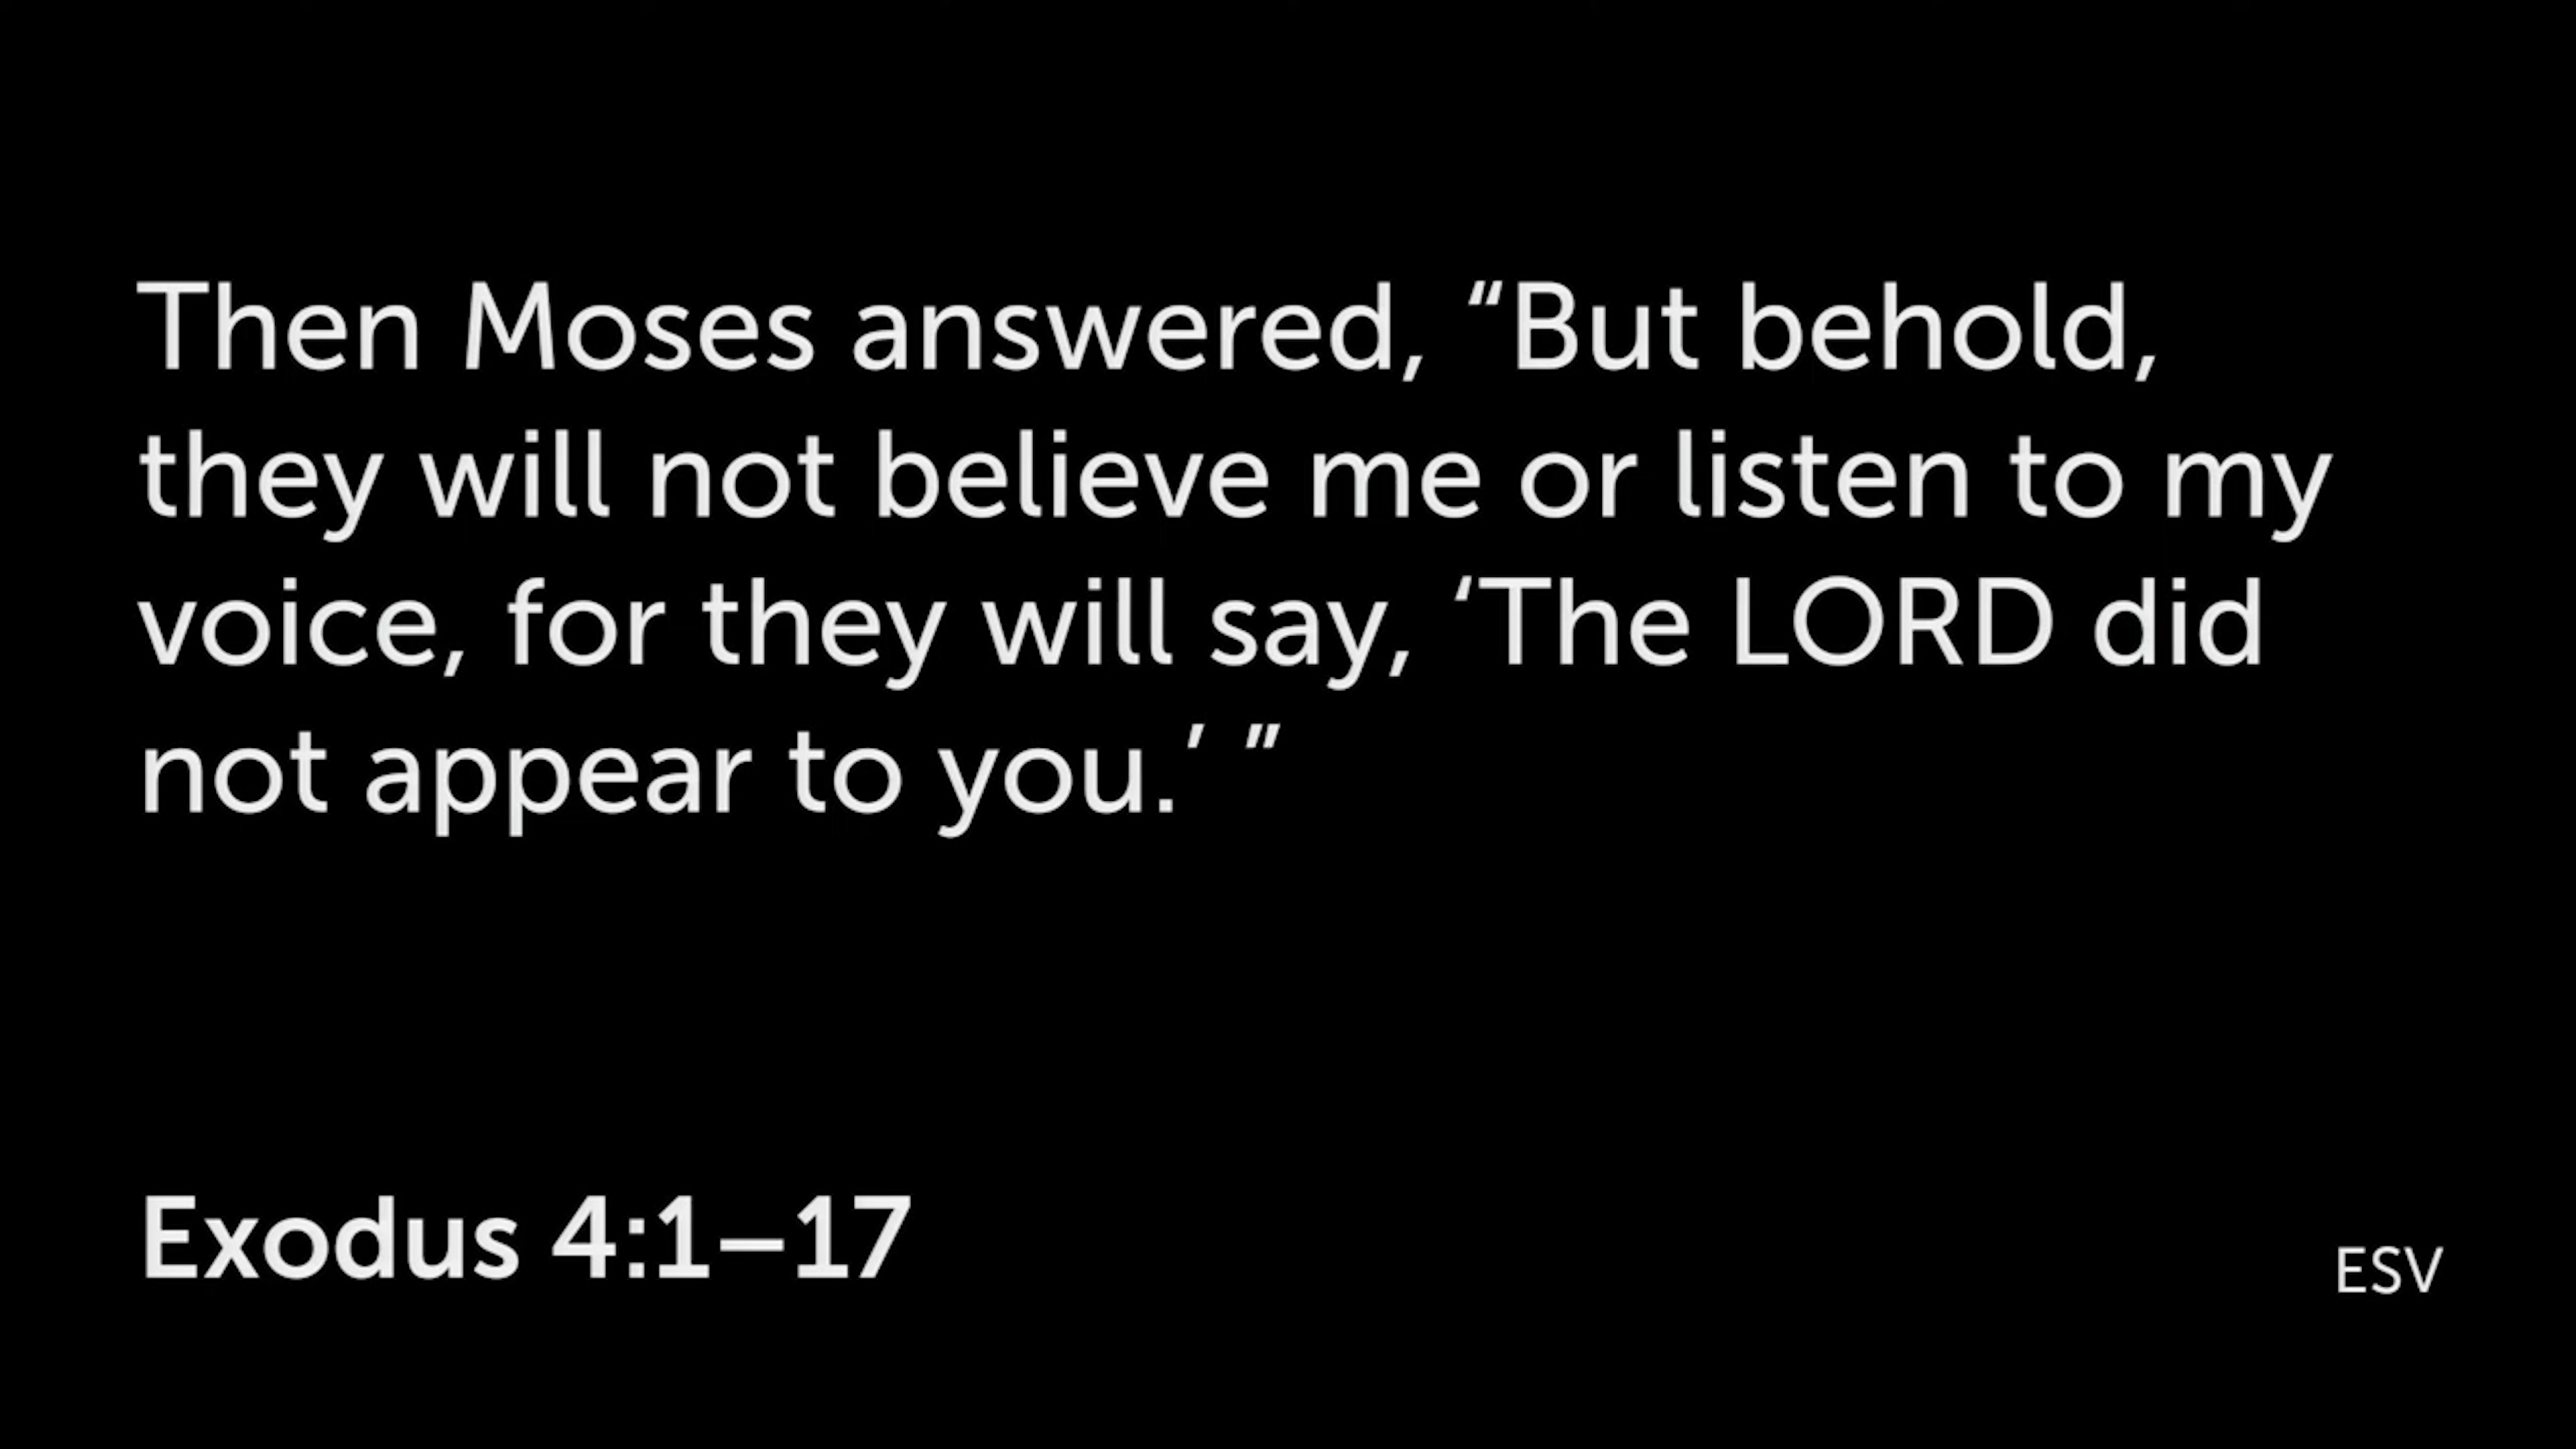 Then Moses answered, “But behold,
they will not believe me or listen to my
voice, for they will say, ‘The LORD did
not appear to you.’ ”
Exodus 4:1–17
ESV